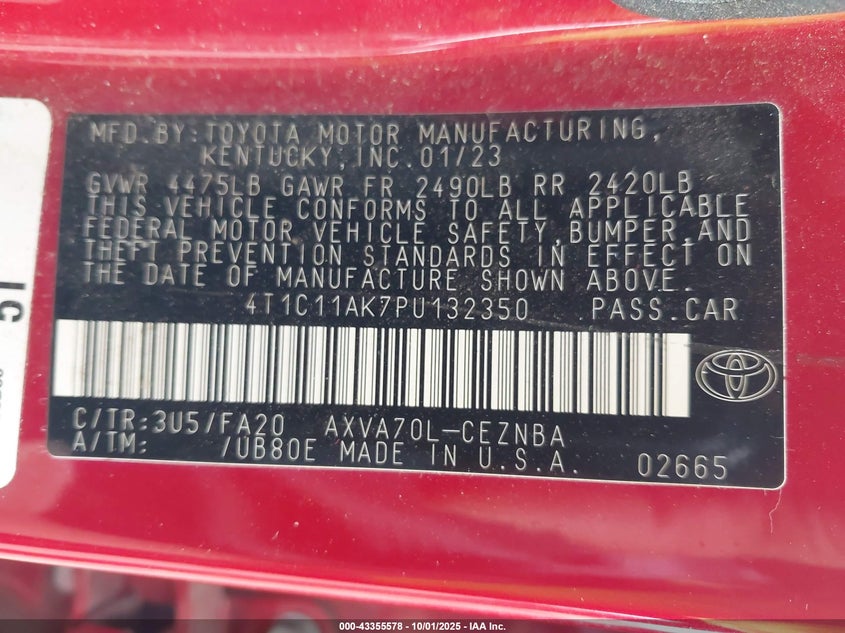 MFD. BY: TOYOTA MOTOR MANUFACTURING,
KENTUCKY, INC. 01/23
GVWR 4475LB GAWR FR 2490LB RR 2420LB
THIS VEHICLE CONFORMS TO ALL APPLICABLE
FEDERAL MOTOR VEHICLE SAFETY, BUMPER, AND
THEFT PREVENTION STANDARDS IN EFFECT ON
THE DATE OF MANUFACTURE SHOWN ABOVE.
4T1C11AK7PU132350 PASS.CAR
C/TR:3U5/FA20 AXVA70L-CEZNBA
A/TM: /UB80E MADE IN U.S.A. 02665
000-43355578 - 10/01/2025 - IAA Inc.